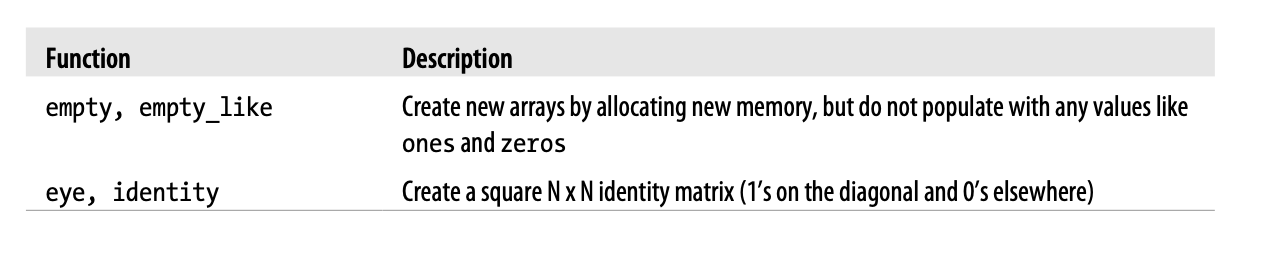 Function Description
empty, empty_like Create new arrays by allocating new memory, but do not populate with any values like
ones and zeros
eye, identity Create a square N x N identity matrix (1’s on the diagonal and 0’s elsewhere)